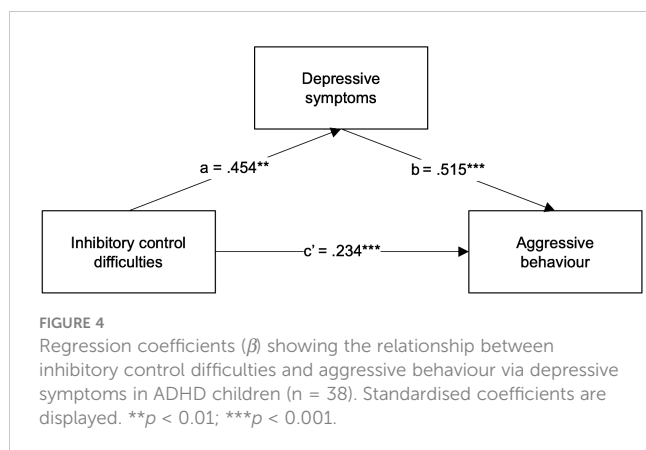 Depressive
symptoms
a = .454**
b = .515***
Inhibitory control
difficulties
c' = .234***
Aggressive
behaviour
FIGURE 4
Regression coefficients (β) showing the relationship between
inhibitory control difficulties and aggressive behaviour via depressive
symptoms in ADHD children (n = 38). Standardised coefficients are
displayed. **p < 0.01; ***p < 0.001.